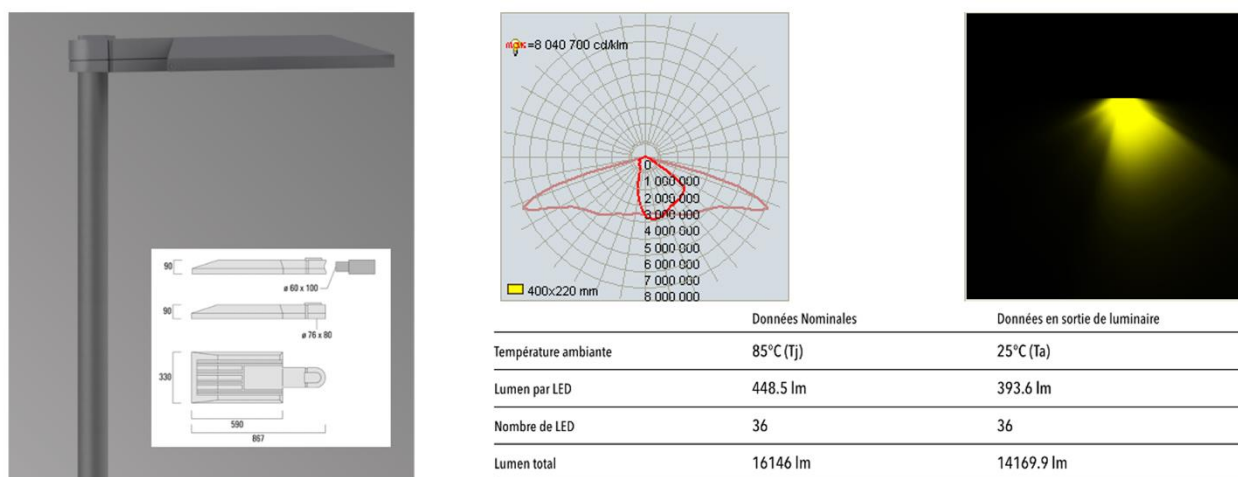 90
ø 60 x 100
90
ø 76 x 80
330
590
867
max =8 040 700 cd/klm
0
1 000 000
2 000 000
3 000 000
4 000 000
5 000 000
6 000 000
7 000 000
8 000 000
400x220 mm
Données Nominales Données en sortie de luminaire
Température ambiante 85°C (Tj) 25°C (Ta)
Lumen par LED 448.5 lm 393.6 lm
Nombre de LED 36 36
Lumen total 16146 lm 14169.9 lm